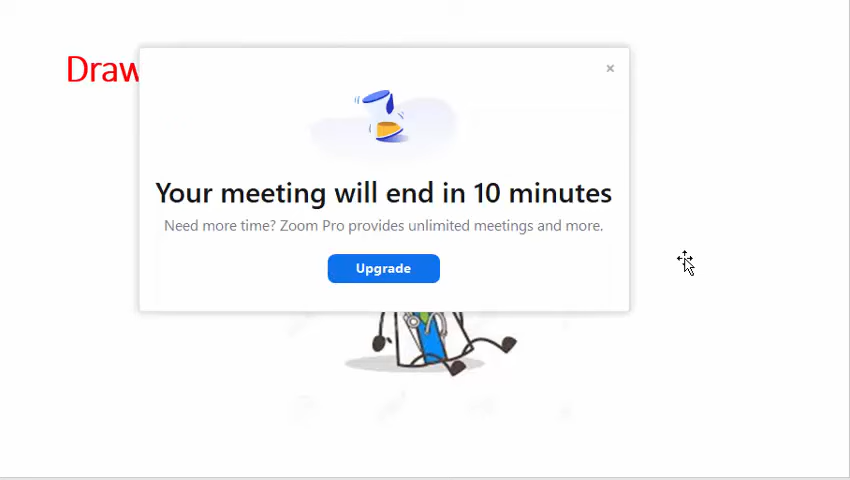 Draw
×
Your meeting will end in 10 minutes
Need more time? Zoom Pro provides unlimited meetings and more.
Upgrade